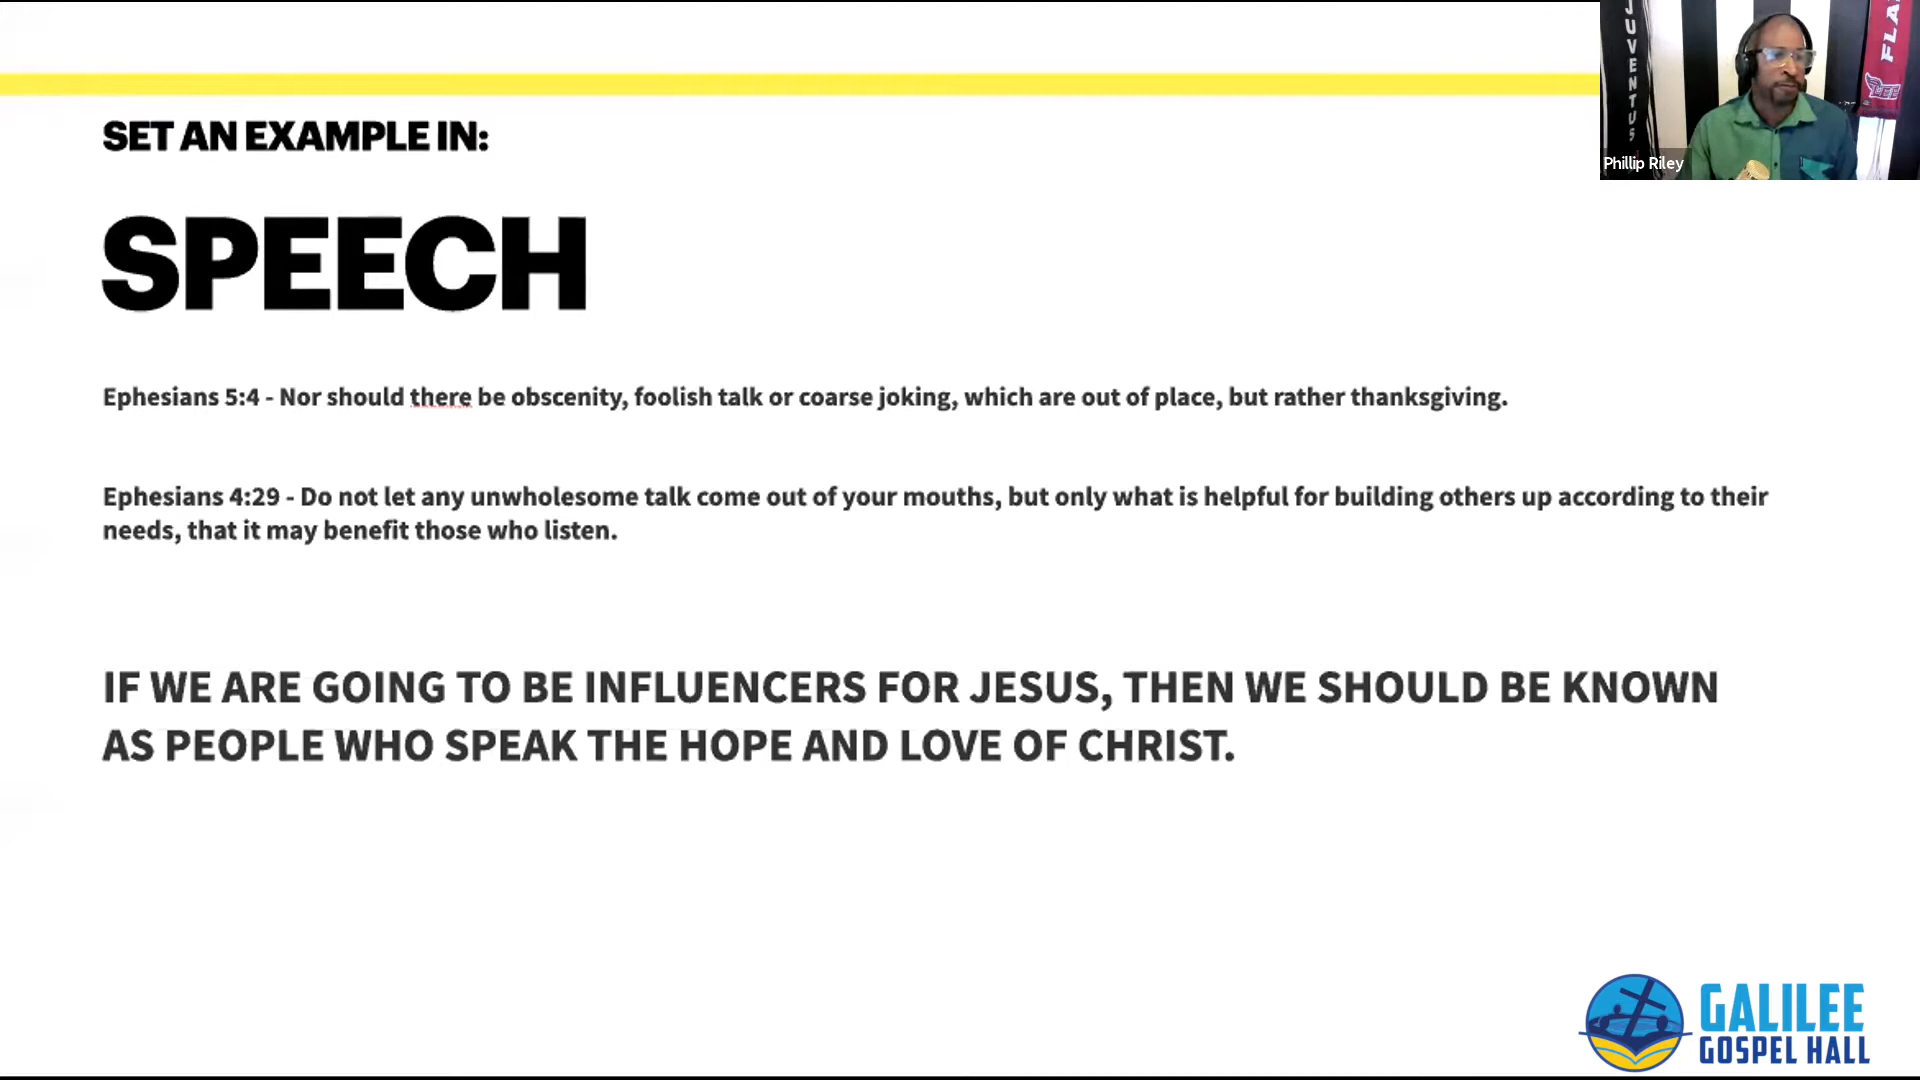 SET AN EXAMPLE IN:
SPEECH
Ephesians 5:4 - Nor should there be obscenity, foolish talk or coarse joking, which are out of place, but rather thanksgiving.
Ephesians 4:29 - Do not let any unwholesome talk come out of your mouths, but only what is helpful for building others up according to their
needs, that it may benefit those who listen.
IF WE ARE GOING TO BE INFLUENCERS FOR JESUS, THEN WE SHOULD BE KNOWN
AS PEOPLE WHO SPEAK THE HOPE AND LOVE OF CHRIST.
JUVENTUS
FLA
LEE
Phillip Riley
GALILEE
GOSPEL HALL